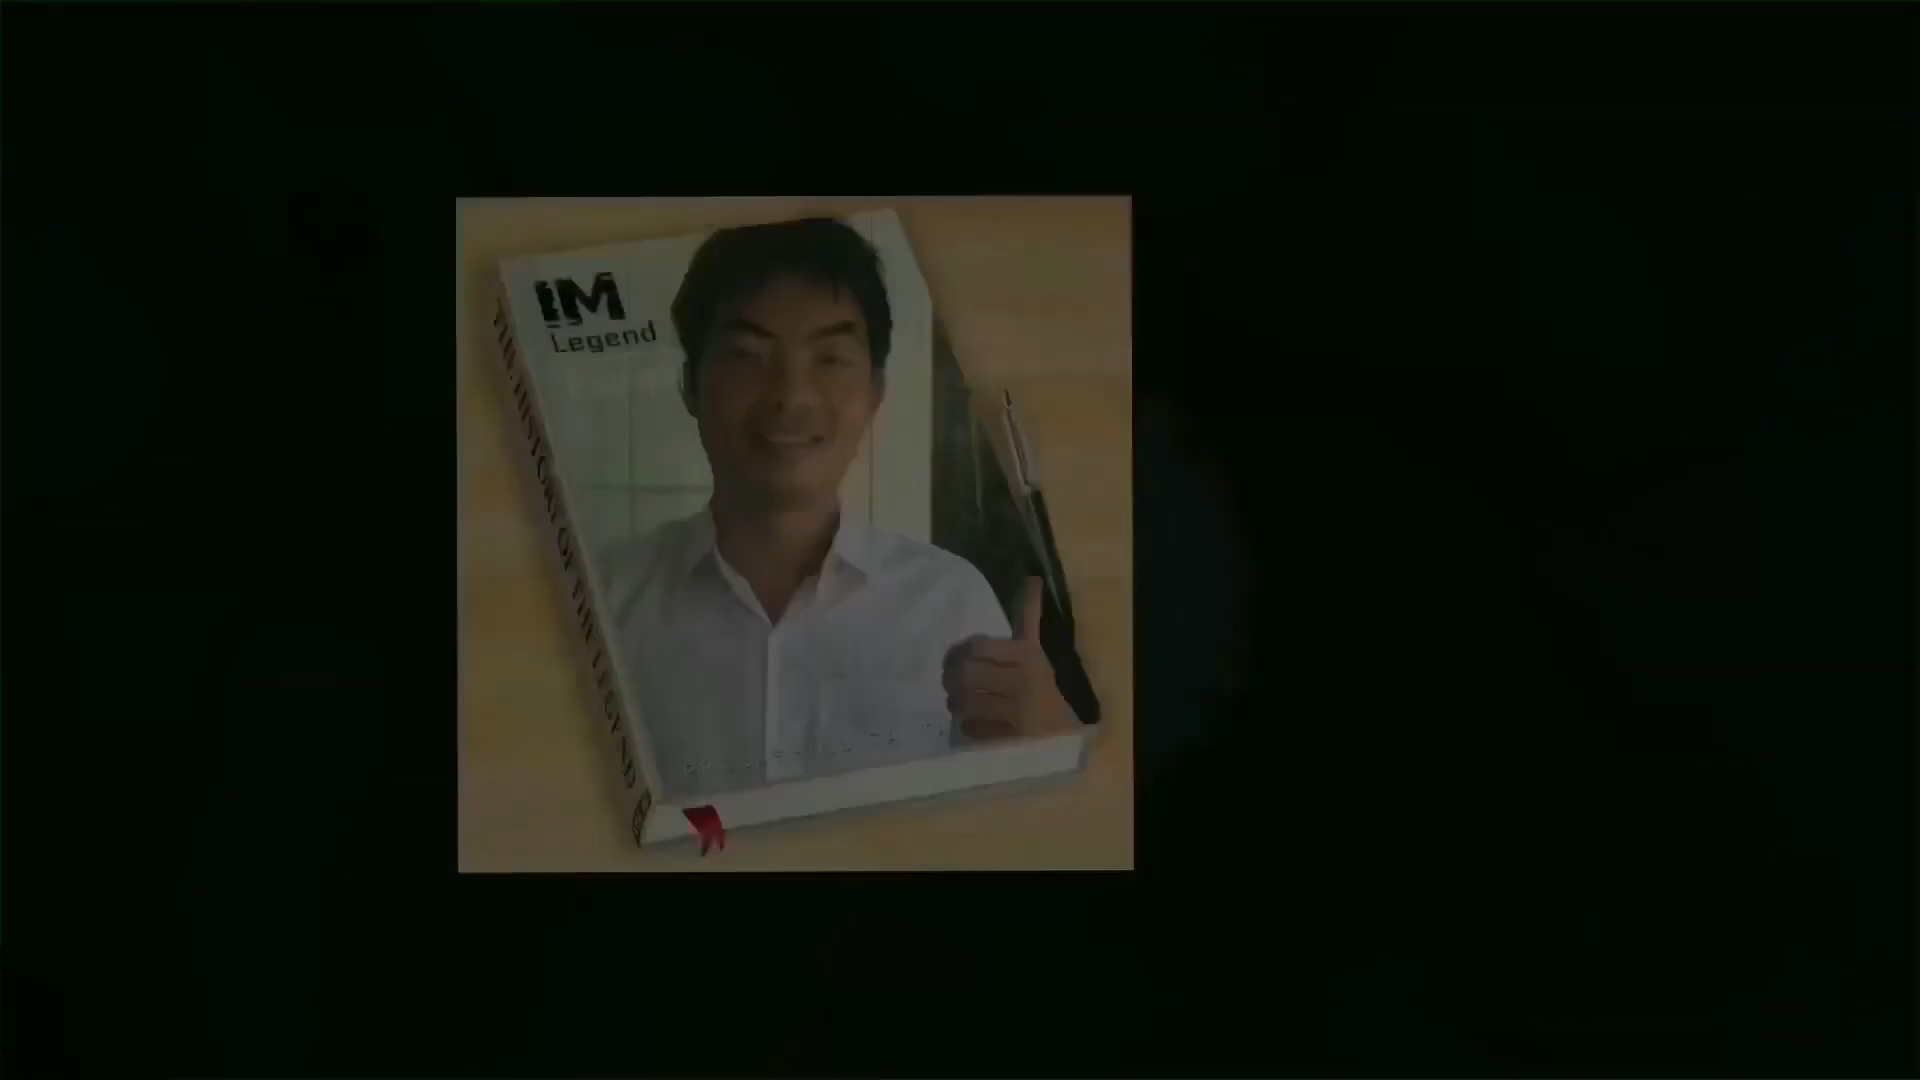 IM
Legend
THE HISTORY OF THE LEGEND